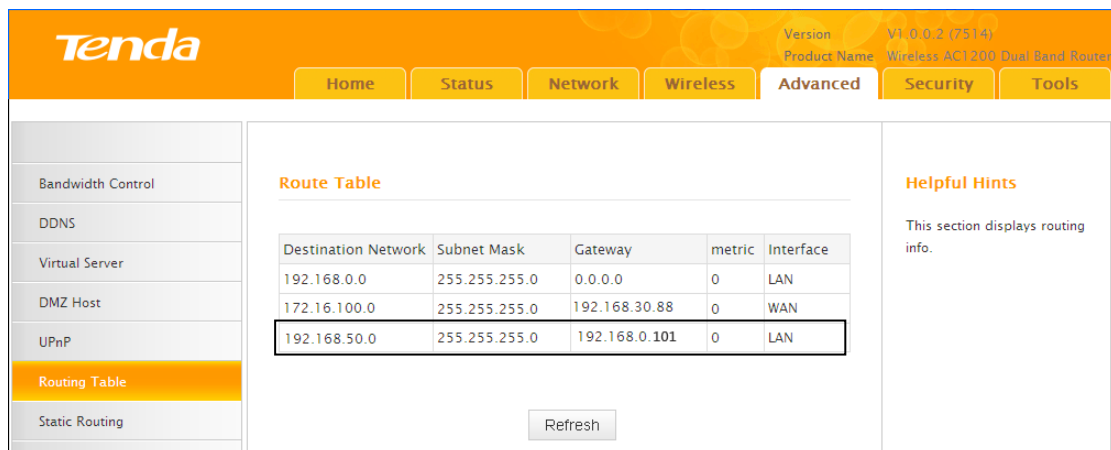 Tenda
Version V1.0.0.2 (7514)
Product Name Wireless AC1200 Dual Band Router
Home Status Network Wireless Advanced Security Tools
Bandwidth Control
DDNS
Virtual Server
DMZ Host
UPnP
Routing Table
Static Routing
Route Table
Destination Network Subnet Mask Gateway metric Interface
192.168.0.0 255.255.255.0 0.0.0.0 0 LAN
172.16.100.0 255.255.255.0 192.168.30.88 0 WAN
192.168.50.0 255.255.255.0 192.168.0.101 0 LAN
Refresh
Helpful Hints
This section displays routing
info.